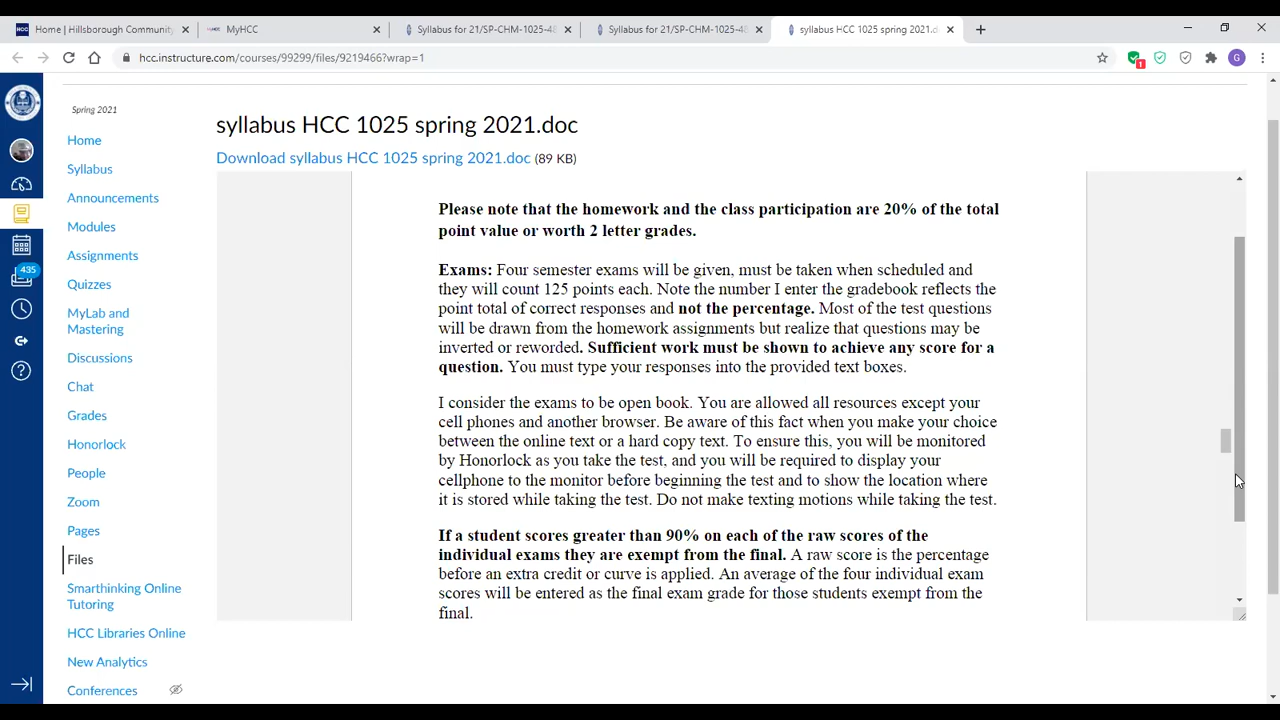 Home | Hillsborough Community
MyHCC
Syllabus for 21/SP-CHM-1025-48
Syllabus for 21/SP-CHM-1025-48
syllabus HCC 1025 spring 2021.d
hcc.instructure.com/courses/99299/files/9219466?wrap=1
1
G
Spring 2021
Home
Syllabus
Announcements
Modules
Assignments
Quizzes
MyLab and
Mastering
Discussions
Chat
Grades
Honorlock
People
Zoom
Pages
Files
Smarthinking Online
Tutoring
HCC Libraries Online
New Analytics
Conferences
435
syllabus HCC 1025 spring 2021.doc
Download syllabus HCC 1025 spring 2021.doc (89 KB)
Please note that the homework and the class participation are 20% of the total
point value or worth 2 letter grades.
Exams: Four semester exams will be given, must be taken when scheduled and
they will count 125 points each. Note the number I enter the gradebook reflects the
point total of correct responses and not the percentage. Most of the test questions
will be drawn from the homework assignments but realize that questions may be
inverted or reworded. Sufficient work must be shown to achieve any score for a
question. You must type your responses into the provided text boxes.
I consider the exams to be open book. You are allowed all resources except your
cell phones and another browser. Be aware of this fact when you make your choice
between the online text or a hard copy text. To ensure this, you will be monitored
by Honorlock as you take the test, and you will be required to display your
cellphone to the monitor before beginning the test and to show the location where
it is stored while taking the test. Do not make texting motions while taking the test.
If a student scores greater than 90% on each of the raw scores of the
individual exams they are exempt from the final. A raw score is the percentage
before an extra credit or curve is applied. An average of the four individual exam
scores will be entered as the final exam grade for those students exempt from the
final.